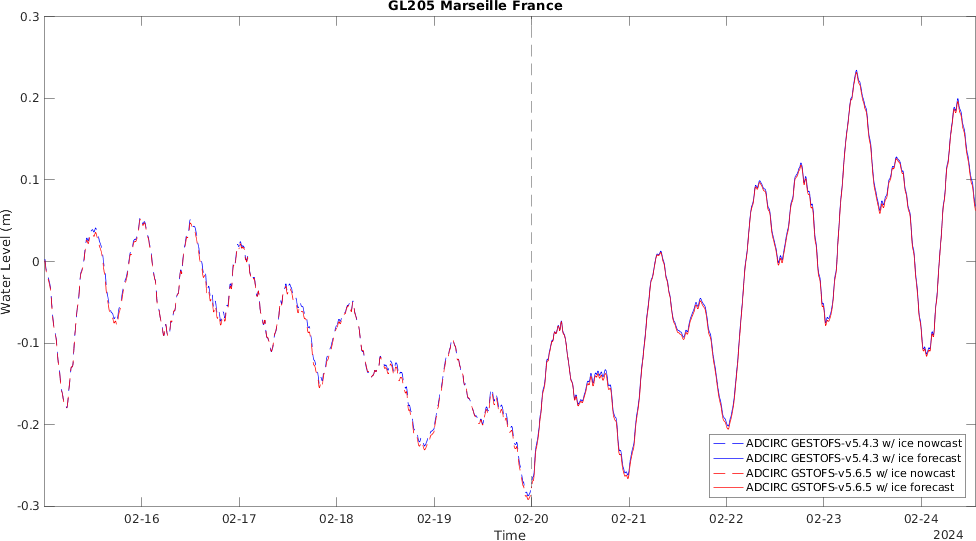 GL205 Marseille France
0.3
0.2
0.1
0
-0.1
-0.2
-0.3
Water Level (m)
ADCIRC GESTOFS-v5.4.3 w/ ice nowcast
ADCIRC GESTOFS-v5.4.3 w/ ice forecast
ADCIRC GSTOFS-v5.6.5 w/ ice nowcast
ADCIRC GSTOFS-v5.6.5 w/ ice forecast
02-16 02-17 02-18 02-19 02-20 02-21 02-22 02-23 02-24
Time
2024